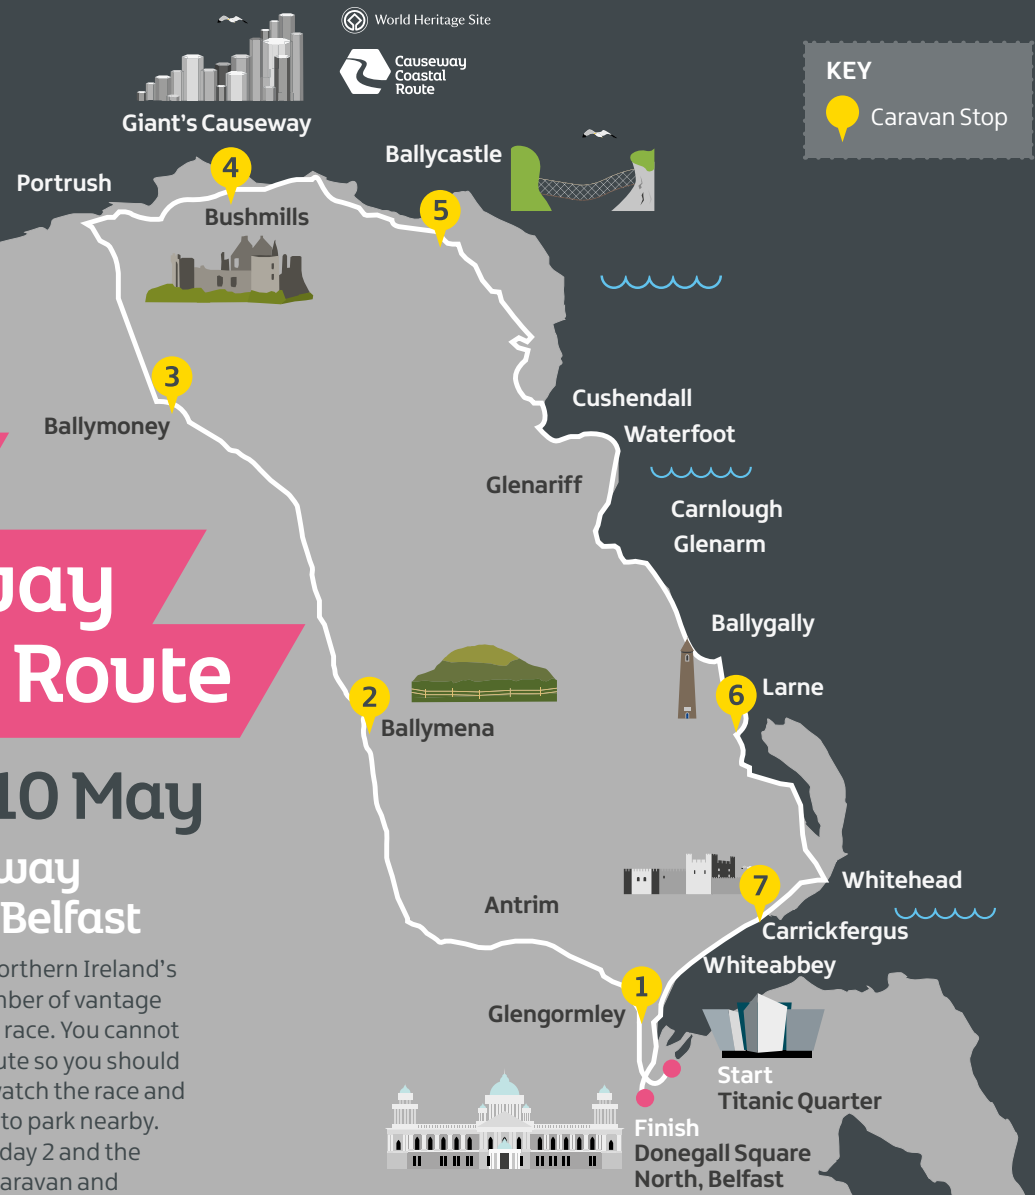 World Heritage Site
Causeway
Coastal
Route
KEY
Caravan Stop
Giant's Causeway
Ballycastle
Portrush
4
Bushmills
5
3
Ballymoney
Cushendall
Waterfoot
Glenariff
Carnlough
Glenarm
way
Route
Ballygally
6
Larne
2
Ballymena
10 May
way
Belfast
7
Whitehead
Antrim
Carrickfergus
Whiteabbey
1
Glengormley
orthern Ireland's
nber of vantage
race. You cannot
ute so you should
watch the race and
to park nearby.
day 2 and the
aravan and
Start
Titanic Quarter
Finish
Donegall Square
North, Belfast